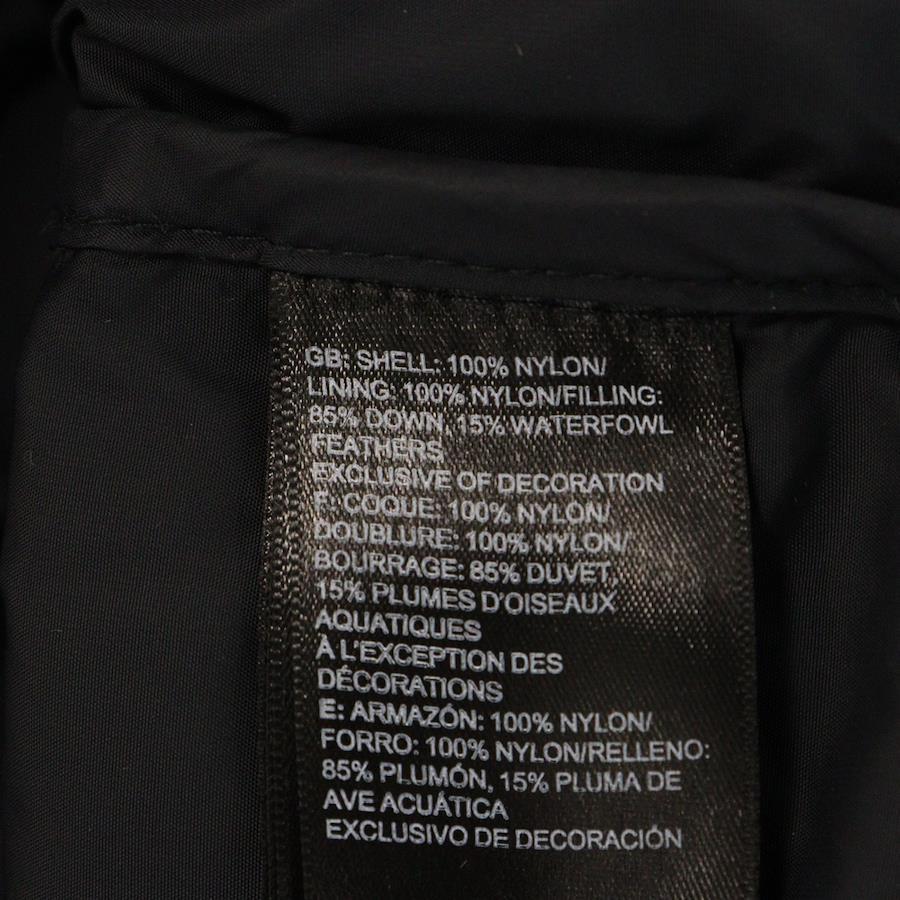 GB: SHELL: 100% NYLON/
LINING: 100% NYLON/FILLING:
85% DOWN, 15% WATERFOWL
FEATHERS
EXCLUSIVE OF DECORATION
F: COQUE: 100% NYLON/
DOUBLURE: 100% NYLON/
BOURRAGE: 85% DUVET,
15% PLUMES D'OISEAUX
AQUATIQUES
À L'EXCEPTION DES
DÉCORATIONS
E: ARMAZÓN: 100% NYLON/
FORRO: 100% NYLON/RELLENO:
85% PLUMÓN, 15% PLUMA DE
AVE ACUÁTICA
EXCLUSIVO DE DECORACIÓN